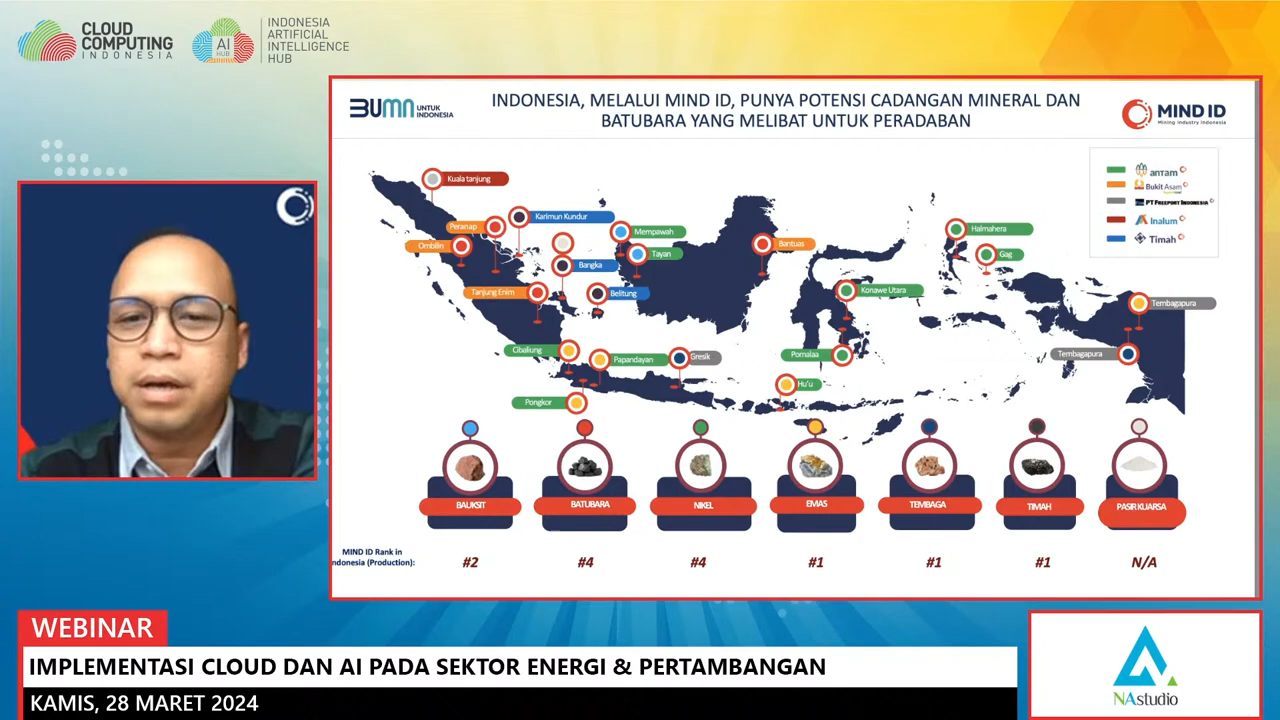 CLOUD
COMPUTING
INDONESIA
AI
HUB
INDONESIA
ARTIFICIAL
INTELLIGENCE
HUB
BUMN UNTUK
INDONESIA
INDONESIA, MELALUI MIND ID, PUNYA POTENSI CADANGAN MINERAL DAN
BATUBARA YANG MELIBAT UNTUK PERADABAN
MIND ID
Mining Industry Indonesia
antam
Bukit Asam
PT FREEPORT INDONESIA
Inalum
Timah
Kuala tanjung
Peranap
Karimun Kundur
Ombilin
Mempawah
Tayan
Bantuas
Bangka
Belitung
Tanjung Enim
Halmahera
Gag
Konawe Utara
Tembagapura
Cibaliung
Papandayan
Gresik
Pomalaa
Tembagapura
Hu'u
Pongkor
BAUKSIT
BATUBARA
NIKEL
EMAS
TEMBAGA
TIMAH
PASIR KUARSA
MIND ID Rank in
ndonesia (Production):
#2
#4
#4
#1
#1
#1
N/A
WEBINAR
IMPLEMENTASI CLOUD DAN AI PADA SEKTOR ENERGI & PERTAMBANGAN
KAMIS, 28 MARET 2024
NAstudio